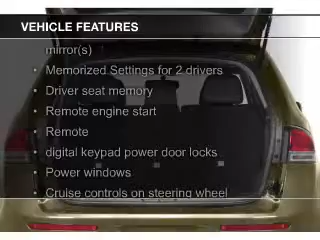 VEHICLE FEATURES
mirror(s)
• Memorized Settings for 2 drivers
• Driver seat memory
• Remote engine start
• Remote
• digital keypad power door locks
• Power windows
• Cruise controls on steering wheel